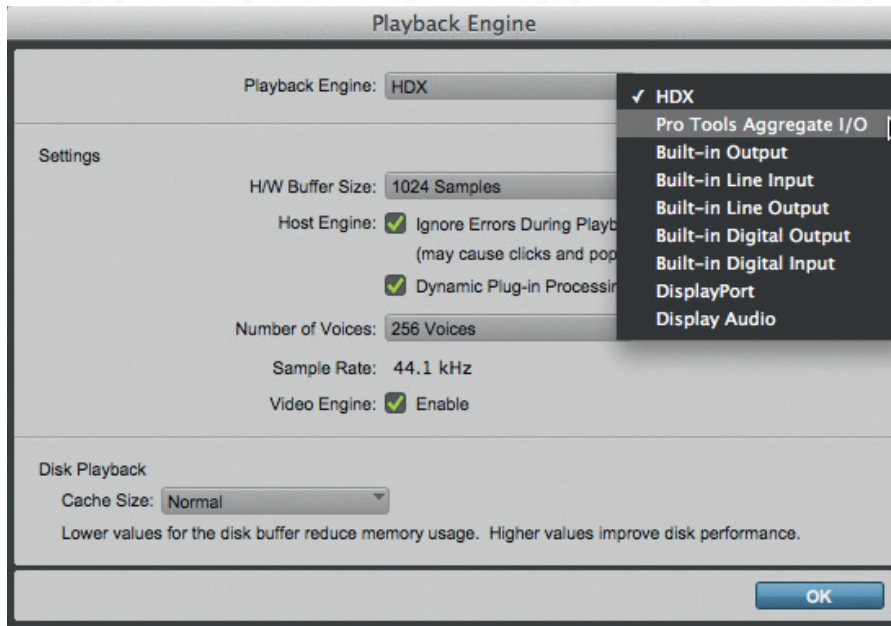 Playback Engine
Playback Engine: HDX
✓ HDX
Pro Tools Aggregate I/O
Built-in Output
Built-in Line Input
Built-in Line Output
Built-in Digital Output
Built-in Digital Input
DisplayPort
Display Audio
Settings
H/W Buffer Size: 1024 Samples
Host Engine: Ignore Errors During
(may cause clicks and pop
Dynamic Plug-in
Number of Voices: 256 Voices
Sample Rate: 44.1 kHz
Video Engine: Enable
Disk Playback
Cache Size: Normal
Lower values for the disk buffer reduce memory usage. Higher values improve disk performance.
OK